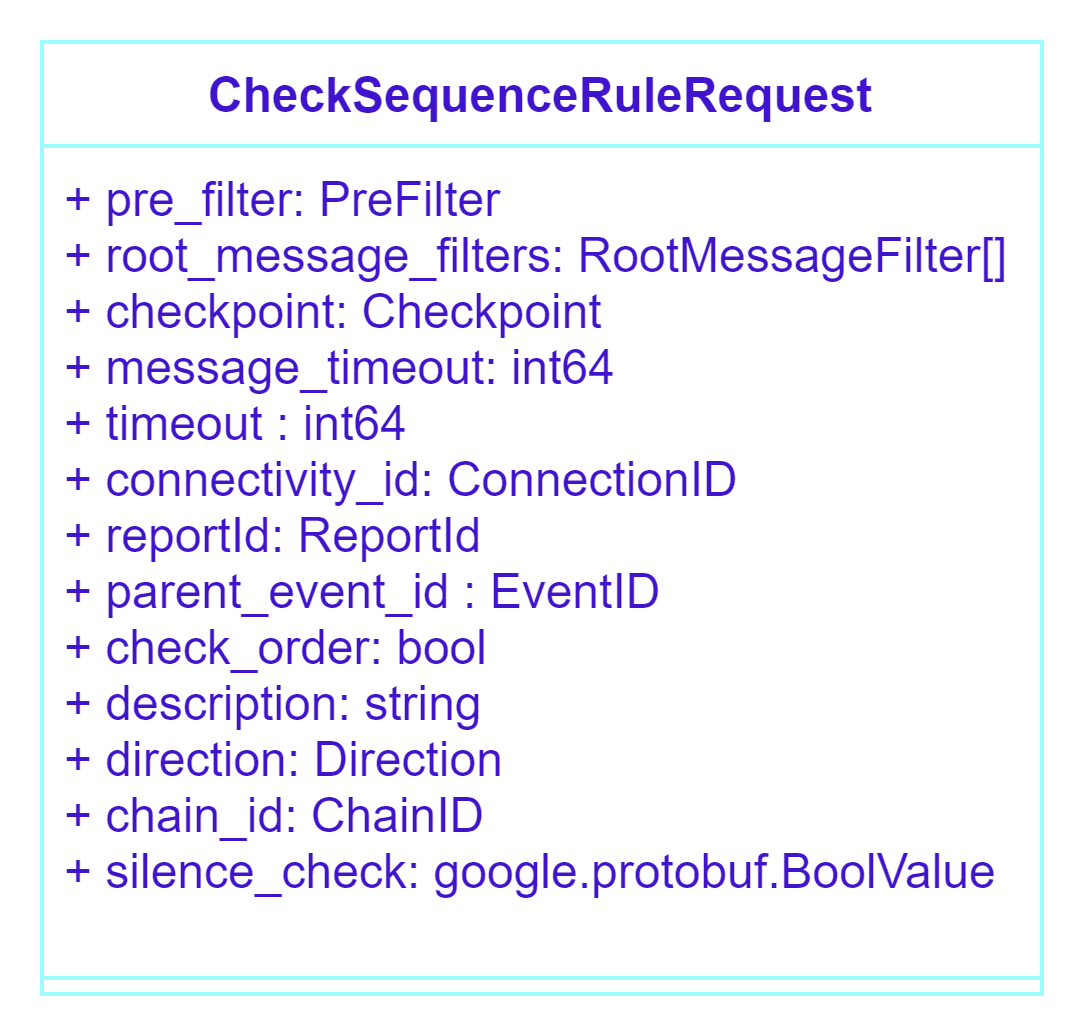 CheckSequenceRuleRequest
+ pre_filter: PreFilter
+ root_message_filters: RootMessageFilter[]
+ checkpoint: Checkpoint
+ message_timeout: int64
+ timeout : int64
+ connectivity_id: ConnectionID
+ reportId: ReportId
+ parent_event_id : EventID
+ check_order: bool
+ description: string
+ direction: Direction
+ chain_id: ChainID
+ silence_check: google.protobuf.BoolValue